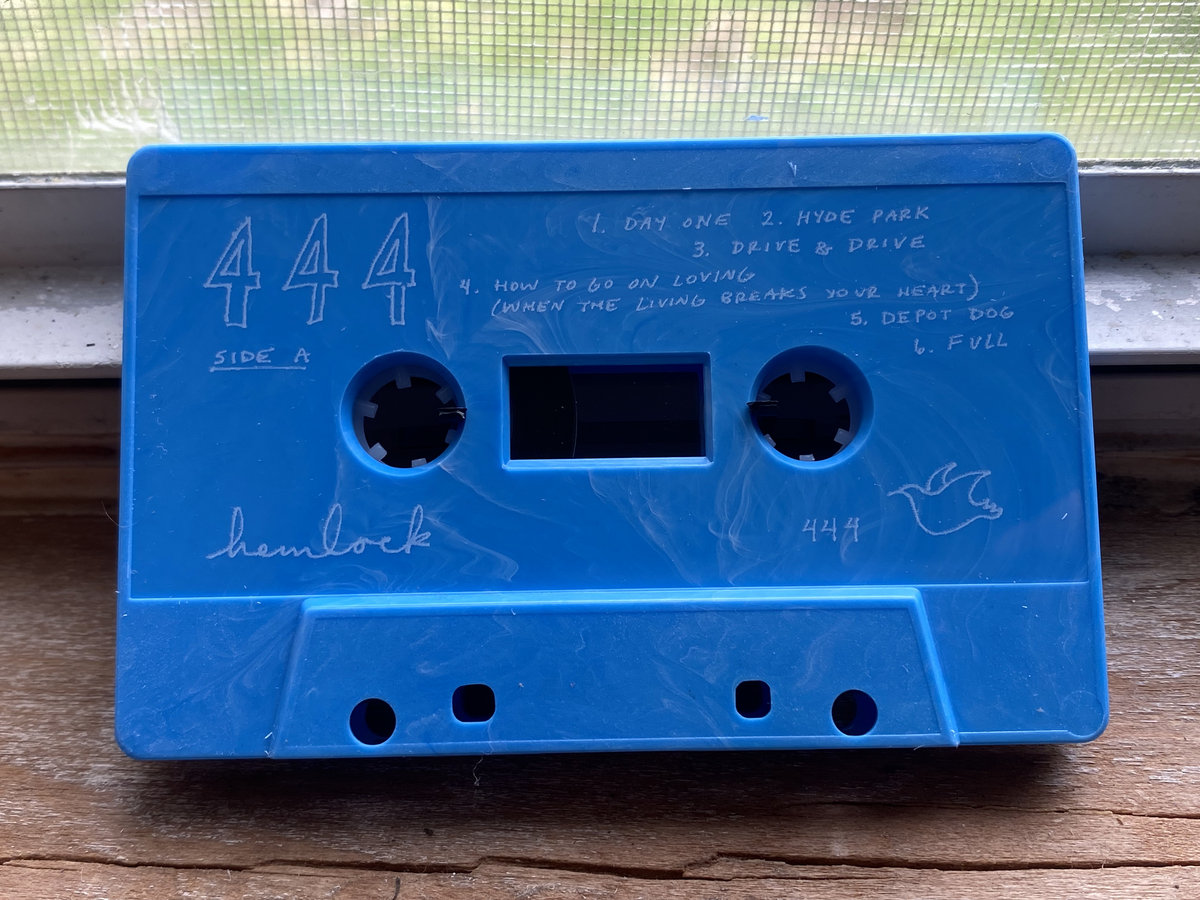 444
SIDE A
1. DAY ONE 2. HYDE PARK
3. DRIVE & DRIVE
4. HOW TO GO ON LOVING
(WHEN THE LIVING BREAKS YOUR HEART)
5. DEPOT DOG
6. FULL
hemlock
444